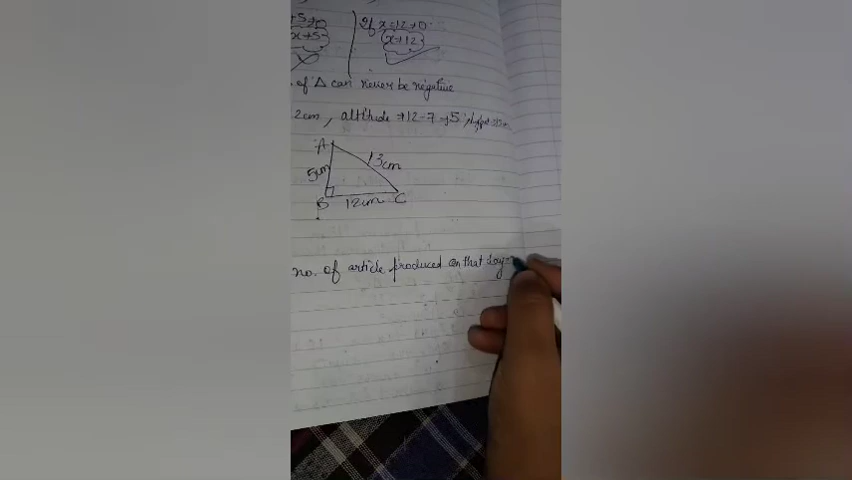 +5=0
x+5
If x-12=0
x+12
of Δ can never be negative
2cm, altitude → 12-7 → 5
A
13cm
5cm
B 12cm C
no. of article produced on that day =